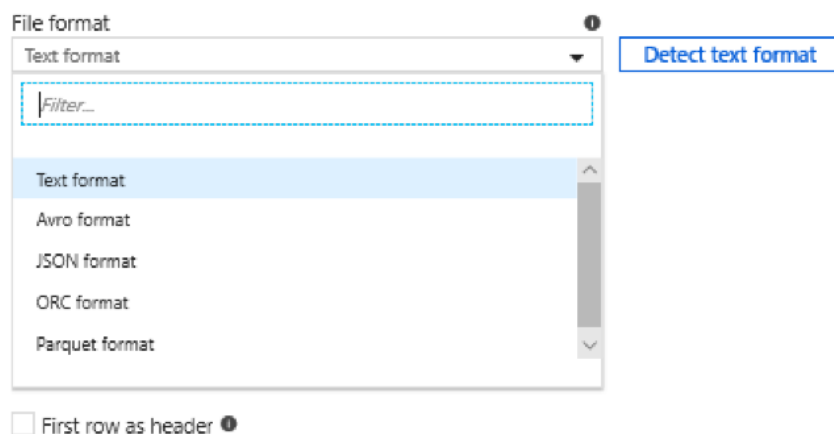 File format
Text format
Detect text format
Filter...
Text format
Avro format
JSON format
ORC format
Parquet format
First row as header